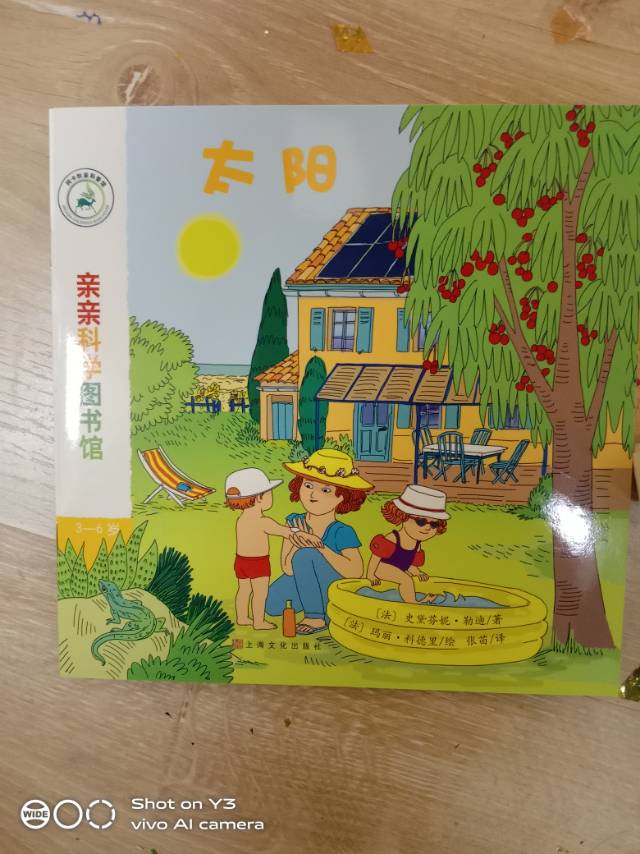 太阳
亲亲科学图书馆
3—6岁
[法] 史黛芬妮·勒迪/著
[法] 玛丽·科德里/绘 张苗/译
上海文化出版社
WIDE
Shot on Y3
vivo AI camera